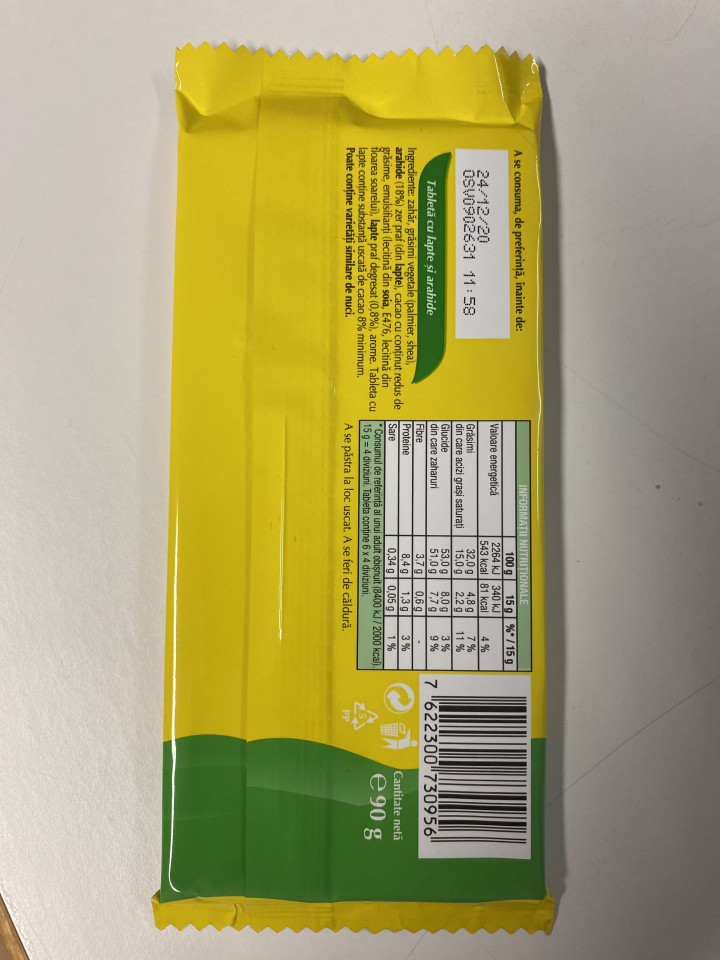 A se consuma, de preferință, înainte de:
24/12/20
OSV0902631 11:58
Tabletă cu lapte și arahide
Ingrediente: zahăr, grăsimi vegetale (palmier, shea),
arahide (18%) zer praf (din lapte), cacao cu conținut redus de
grăsime, emulsifianți (lecitină din soia, E476, lecitină din
floarea soarelui), lapte praf degresat (0,8%), arome. Tableta cu
lapte conține substanță uscată de cacao 8% minimum.
Poate conține varietăți similare de nuci.
INFORMAȚII NUTRIȚIONALE
100 g 15 g %* / 15 g
Valoare energetică 2264 kJ 340 kJ
543 kcal 81 kcal 4 %
Grăsimi 32,0 g 4,8 g 7 %
din care acizi grași saturați 15,0 g 2,2 g 11 %
Glucide 53,0 g 8,0 g 3 %
din care zaharuri 51,0 g 7,7 g 9 %
Fibre 3,7 g 0,6 g -
Proteine 8,4 g 1,3 g 3 %
Sare 0,34 g 0,05 g 1 %
* Consumul de referință al unui adult obișnuit (8400 kJ / 2000 kcal).
15 g = 4 diviziuni. Tableta conține 6 x 4 diviziuni.
A se păstra la loc uscat. A se feri de căldură.
7 622300 730956
5
PP
Cantitate netă
e 90 g